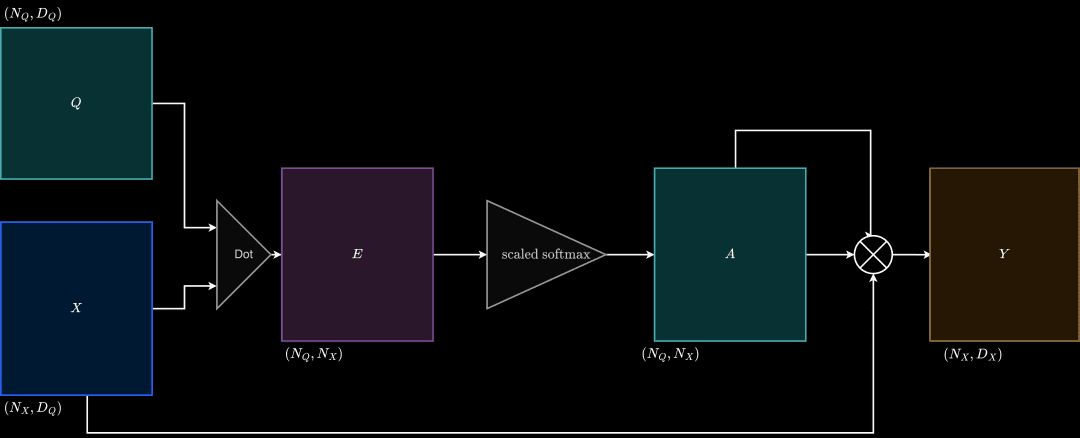 (N_Q, D_Q)
Q
X
(N_X, D_Q)
Dot
E
(N_Q, N_X)
scaled softmax
A
(N_Q, N_X)
Y
(N_X, D_X)